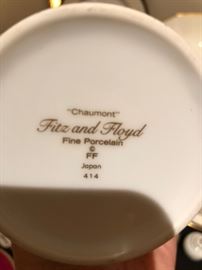 "Chaumont"
Fitz and Floyd
Fine Porcelain
©
FF
Japan
414